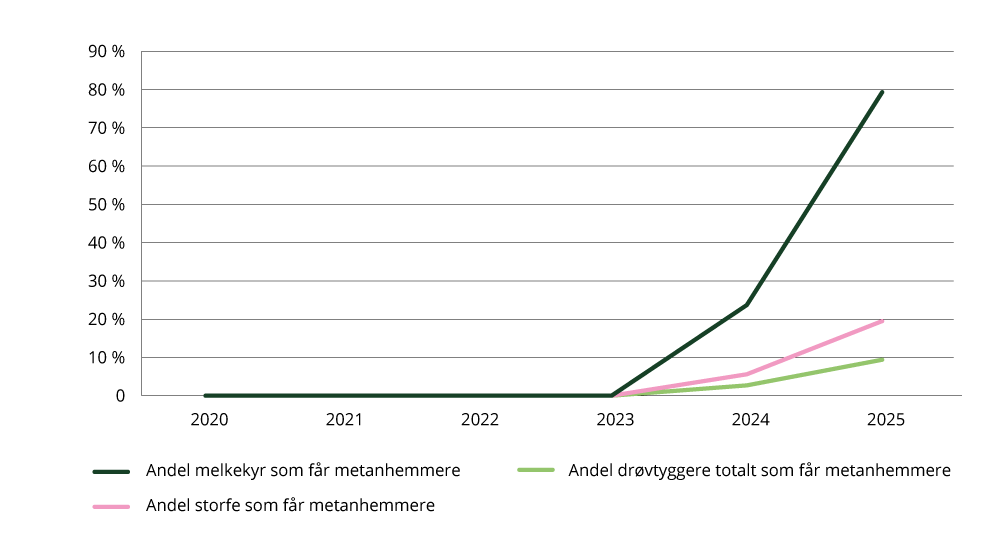 90 %
80 %
70 %
60 %
50 %
40 %
30 %
20 %
10 %
0
2020 2021 2022 2023 2024 2025
Andel melkekyr som får metanhemmere
Andel drøvtyggere totalt som får metanhemmere
Andel storfe som får metanhemmere